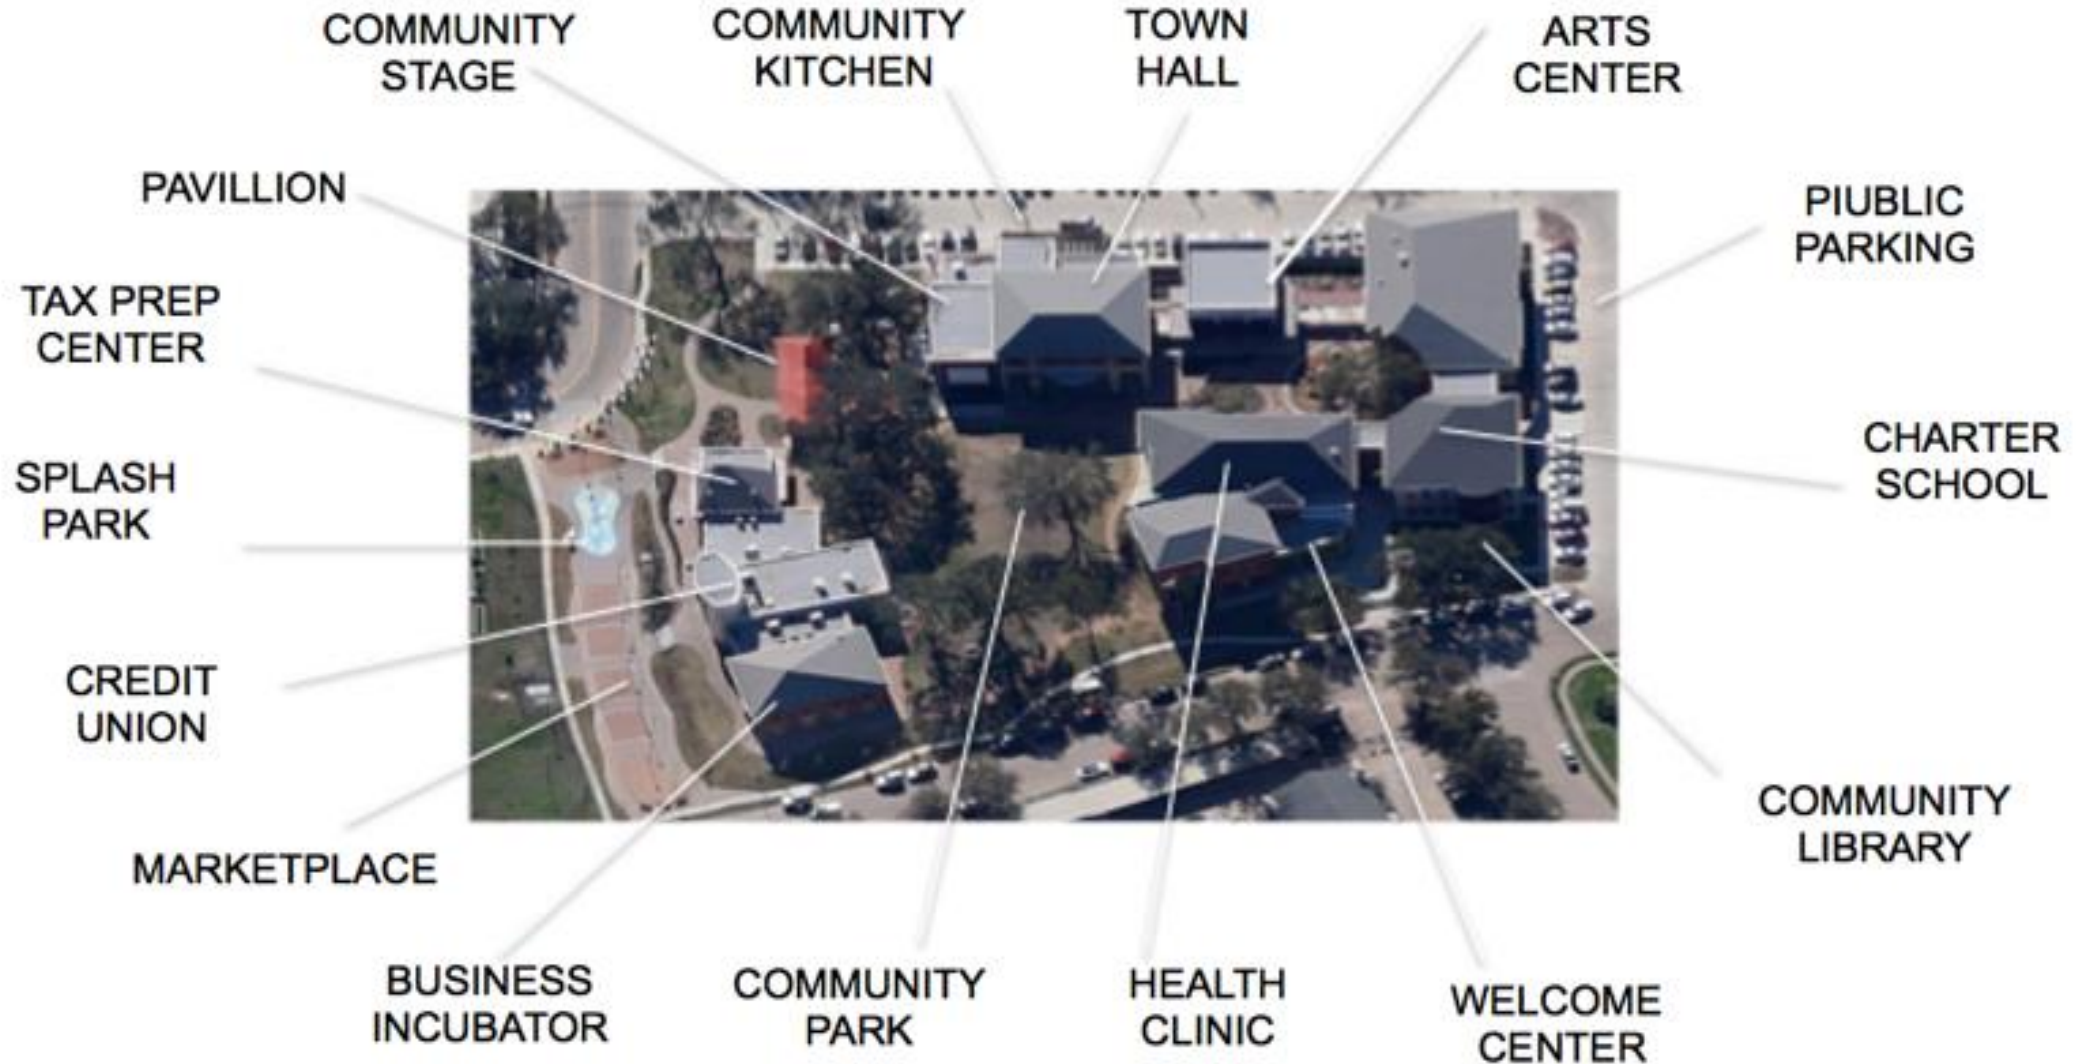 COMMUNITY
STAGE
COMMUNITY
KITCHEN
TOWN
HALL
ARTS
CENTER
PAVILLION
PIUBLIC
PARKING
TAX PREP
CENTER
CHARTER
SCHOOL
SPLASH
PARK
CREDIT
UNION
COMMUNITY
LIBRARY
MARKETPLACE
BUSINESS
INCUBATOR
COMMUNITY
PARK
HEALTH
CLINIC
WELCOME
CENTER